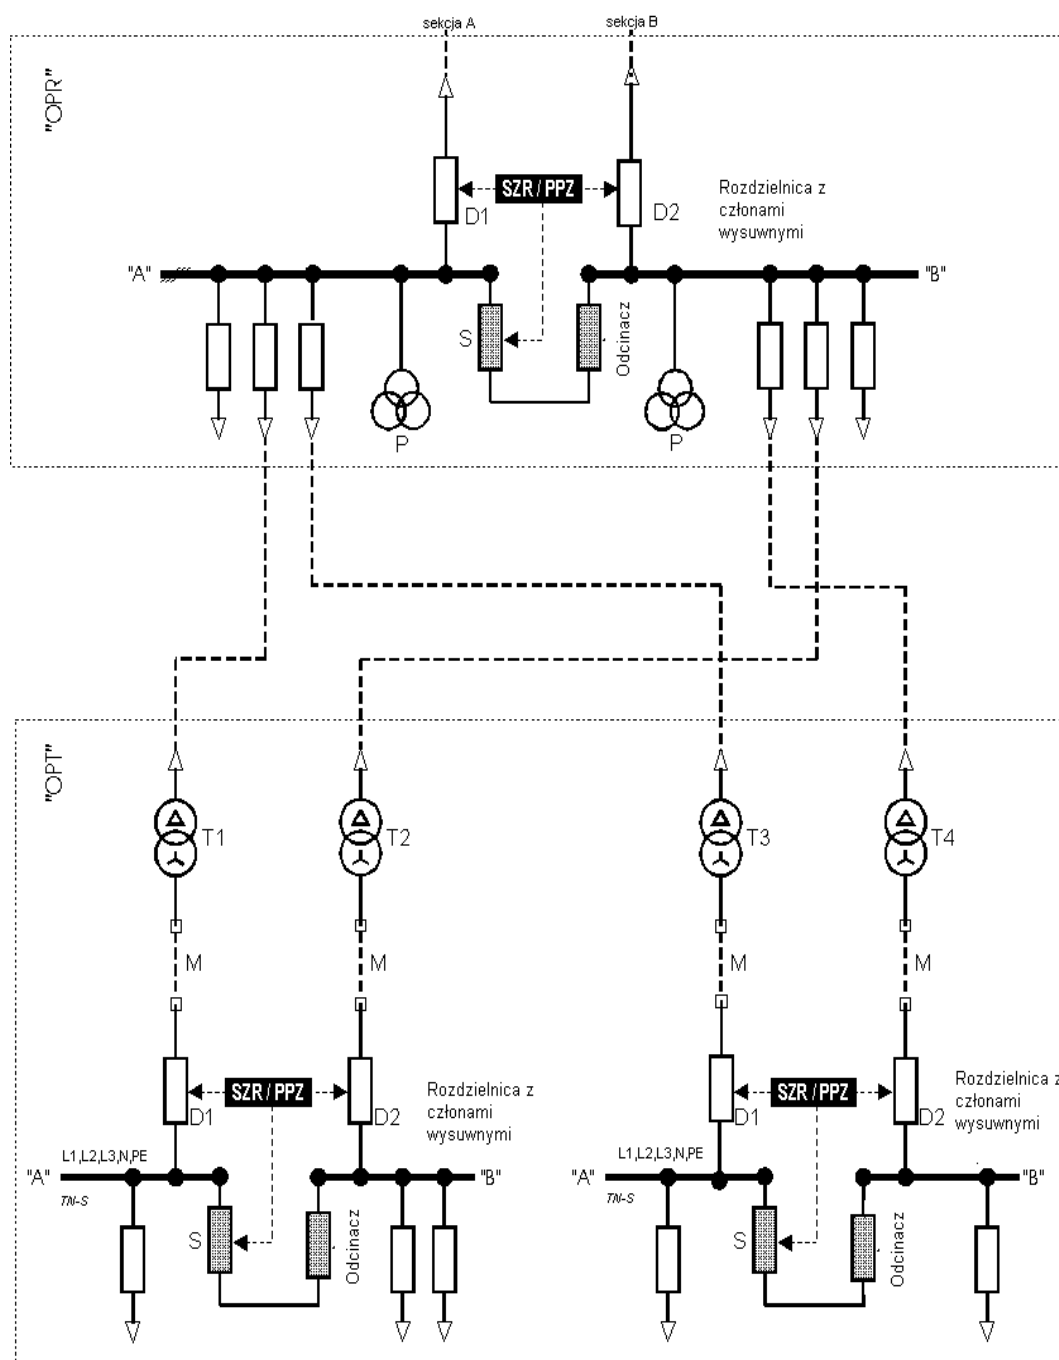 sekcja A
sekcja B
"OPR"
SZR / PPZ
D1
D2
Rozdzielnica z
członami
wysuwnymi
"A"
"B"
S
Odcinacz
P
P
"OPT"
T1
T2
T3
T4
M
M
M
M
SZR / PPZ
D1
D2
Rozdzielnica z
członami
wysuwnymi
SZR / PPZ
D1
D2
Rozdzielnica z
członami
wysuwnymi
L1,L2,L3,N,PE
"A"
"B"
TN-S
S
Odcinacz
L1,L2,L3,N,PE
"A"
"B"
TN-S
S
Odcinacz